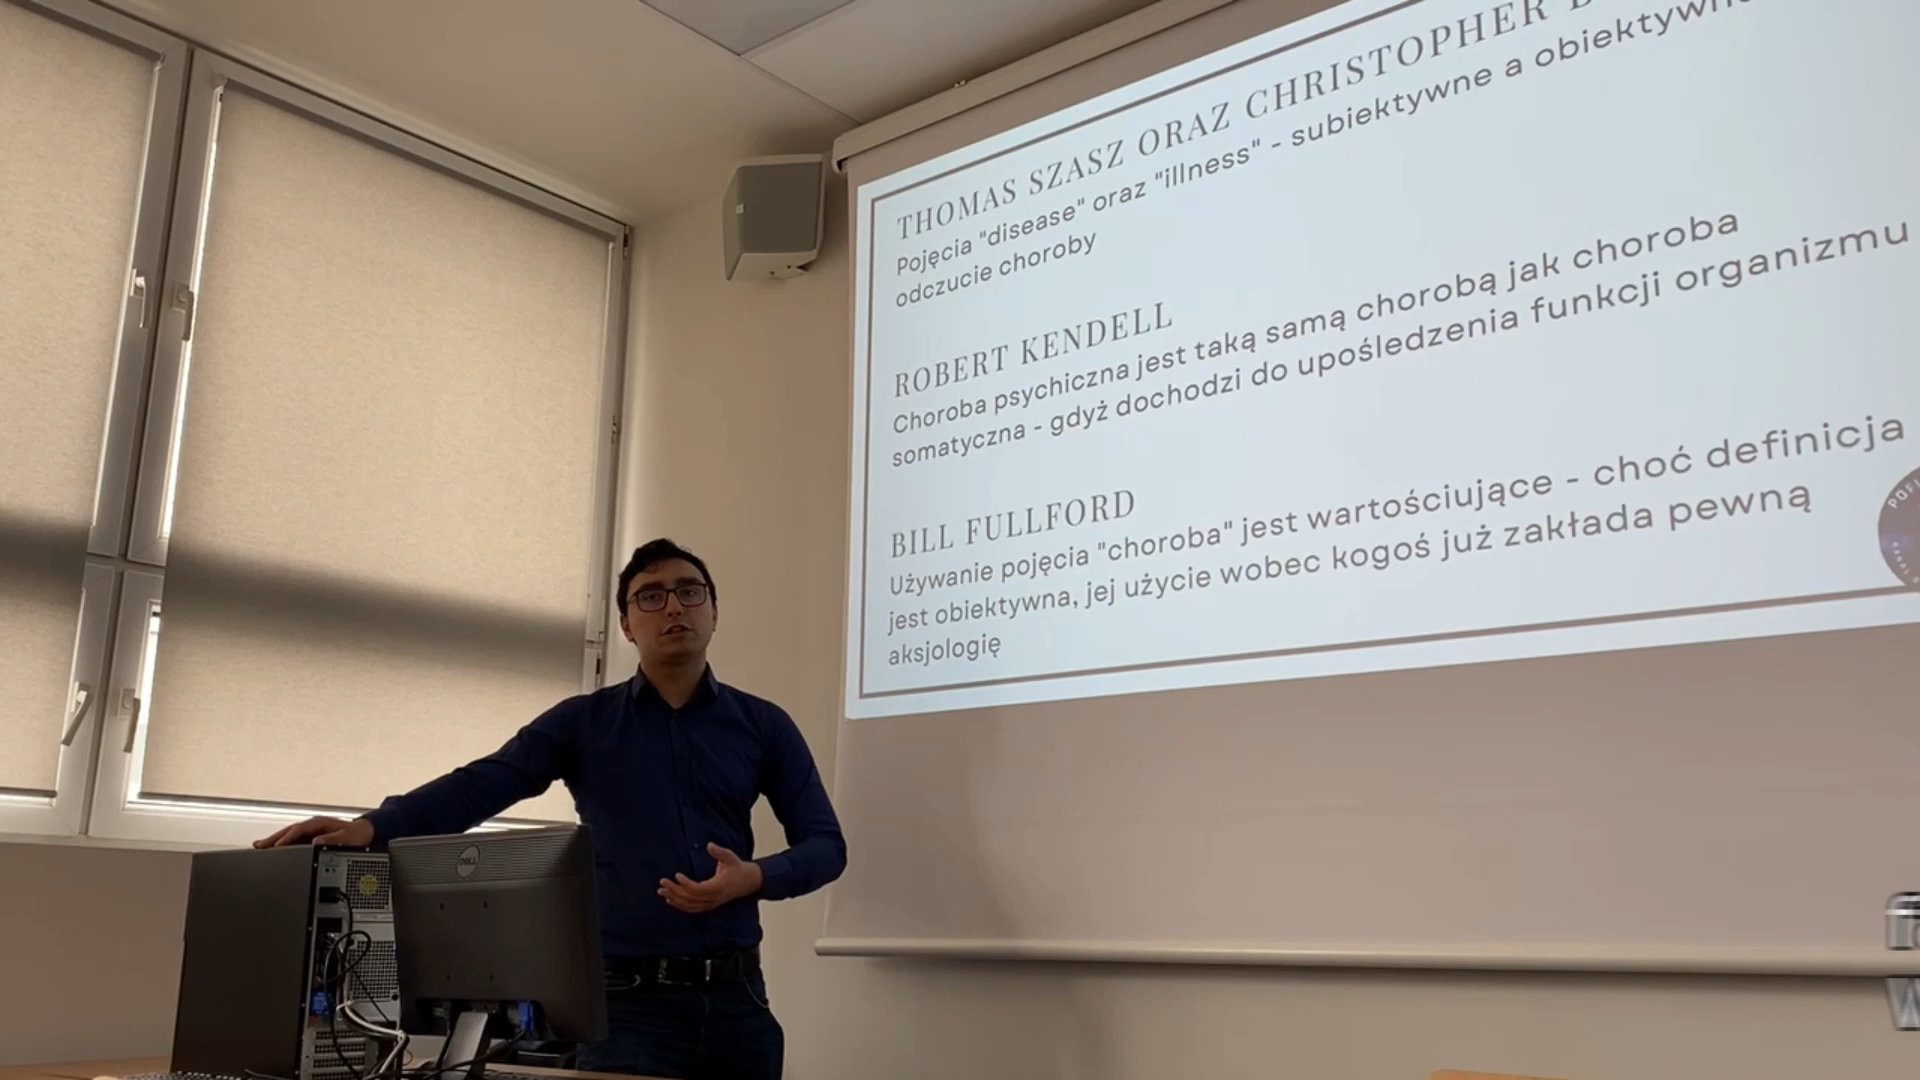 THOMAS SZASZ ORAZ CHRISTOPHER
Pojęcia "disease" oraz "illness" - subiektywne a
odczucie choroby
ROBERT KENDELL
Choroba psychiczna jest taką samą chorobą jak choroba
somatyczna - gdyż dochodzi do upośledzenia funkcji organizmu
BILL FULLFORD
Używanie pojęcia "choroba" jest wartościujące - choć definicja
jest obiektywna, jej użycie wobec kogoś już zakłada pewną
aksjologię
DELL